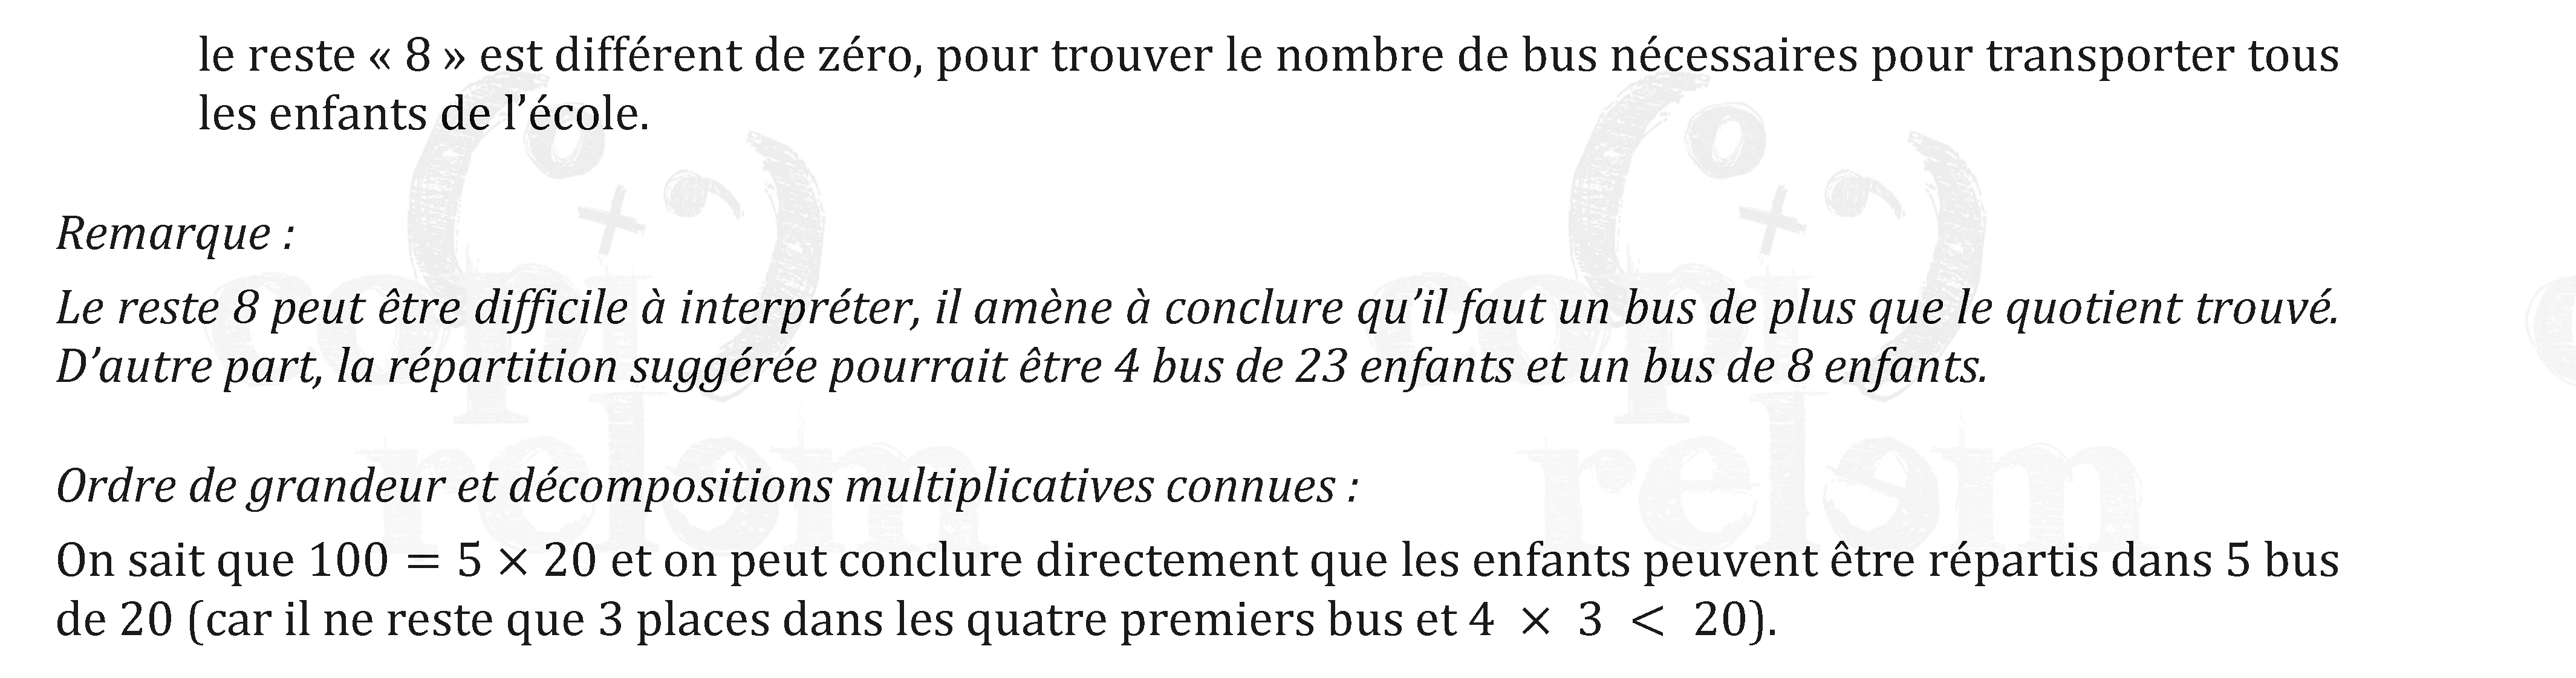 le reste « 8 » est différent de zéro, pour trouver le nombre de bus nécessaires pour transporter tous
les enfants de l’école.
Remarque :
Le reste 8 peut être difficile à interpréter, il amène à conclure qu’il faut un bus de plus que le quotient trouvé.
D’autre part, la répartition suggérée pourrait être 4 bus de 23 enfants et un bus de 8 enfants.
Ordre de grandeur et décompositions multiplicatives connues :
On sait que 100 = 5 × 20 et on peut conclure directement que les enfants peuvent être répartis dans 5 bus
de 20 (car il ne reste que 3 places dans les quatre premiers bus et 4 × 3 < 20).
copi
relem
copi
relem